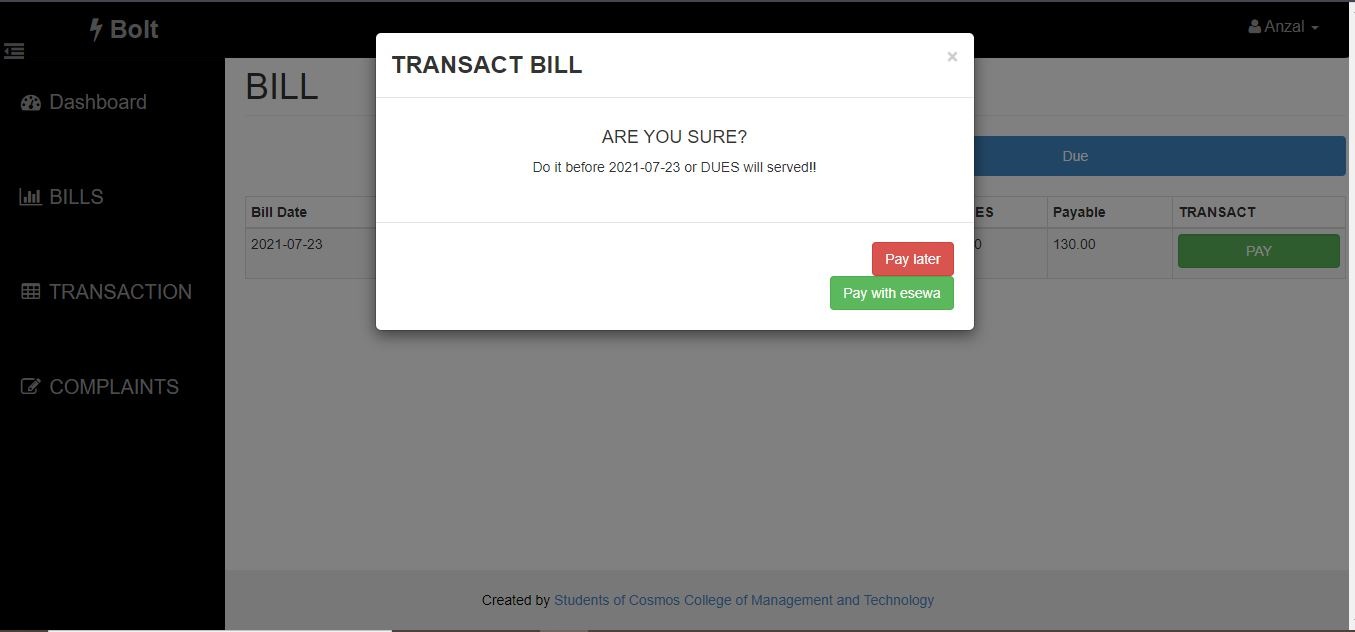 Bolt
Anzal
Dashboard
BILLS
TRANSACTION
COMPLAINTS
BILL
TRANSACT BILL
×
ARE YOU SURE?
Do it before 2021-07-23 or DUES will served!!
Pay later
Pay with esewa
Due
Bill Date ES Payable TRANSACT
2021-07-23 0 130.00 PAY
Created by Students of Cosmos College of Management and Technology